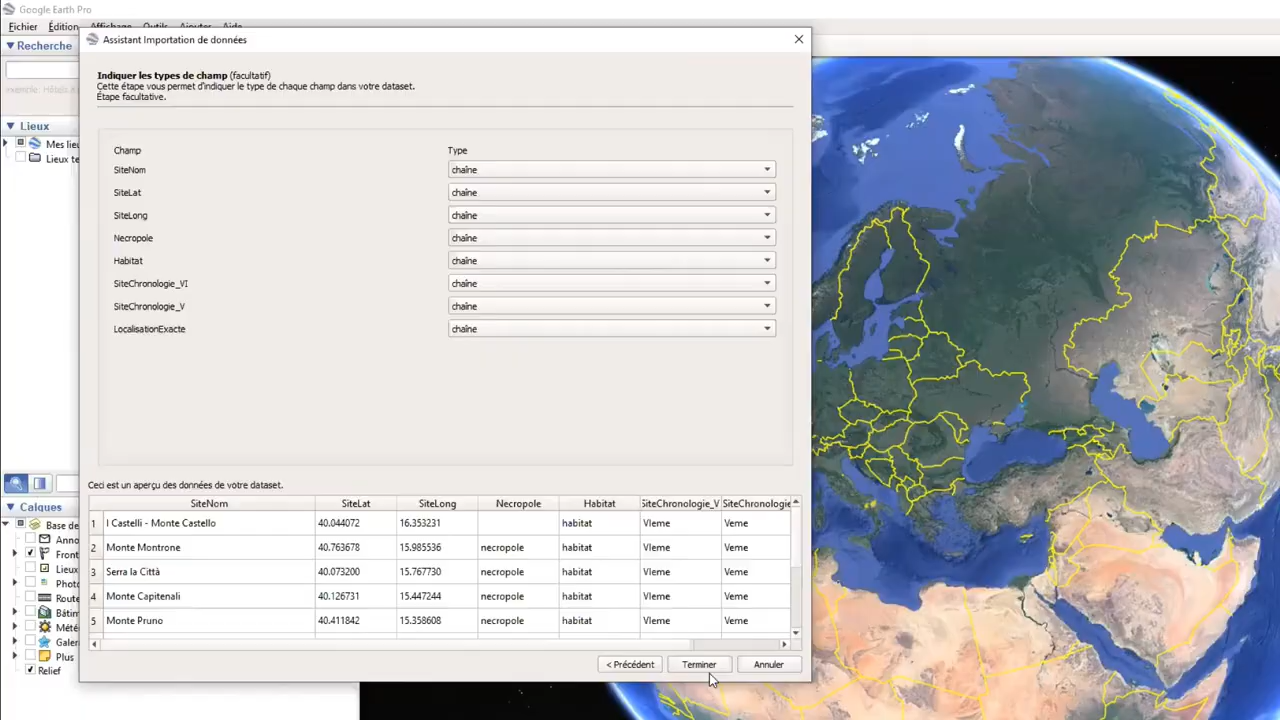 Google Earth Pro
Fichier Édition Affichage Outils Ajouter Aide
Recherche
Assistant Importation de données
Indiquer les types de champ (facultatif)
Cette étape vous permet d'indiquer le type de chaque champ dans votre dataset.
Étape facultative.
Lieux
Mes lieu
Lieux te
Champ Type
SiteNom chaîne
SiteLat chaîne
SiteLong chaîne
Necropole chaîne
Habitat chaîne
SiteChronologie_VI chaîne
SiteChronologie_V chaîne
LocalisationExacte chaîne
Ceci est un aperçu des données de votre dataset.
SiteNom SiteLat SiteLong Necropole Habitat SiteChronologie_V SiteChronologie
1 I Castelli - Monte Castello 40.044072 16.353231 habitat VIeme Veme
2 Monte Montrone 40.763678 15.985536 necropole habitat VIeme Veme
3 Serra la Città 40.073200 15.767730 necropole habitat VIeme Veme
4 Monte Capitenali 40.126731 15.447244 necropole habitat VIeme Veme
5 Monte Pruno 40.411842 15.358608 necropole habitat VIeme Veme
< Précédent Terminer Annuler
Calques
Base de
Anno
Front
Lieux
Photo
Route
Bâtim
Mété
Galer
Plus
Relief